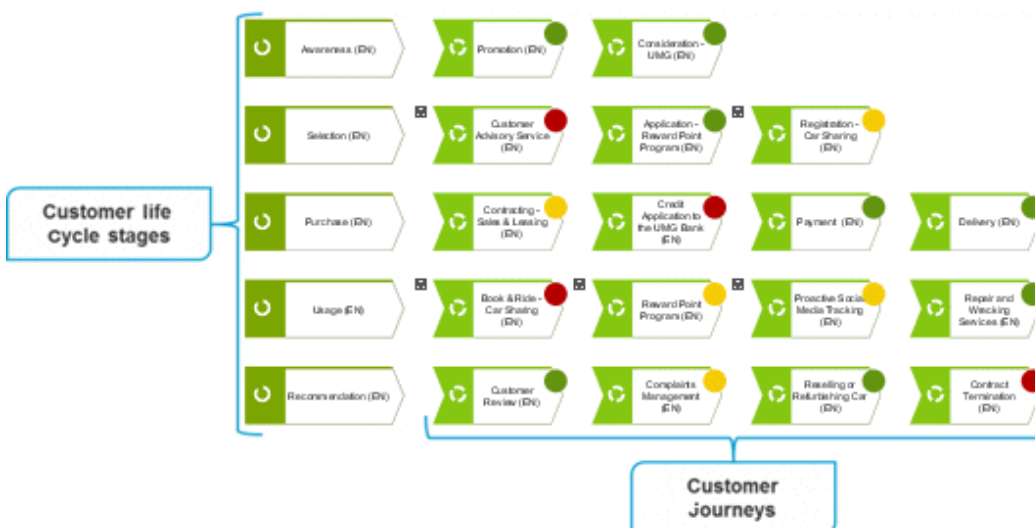 Awareness (EN)
Promotion (EN)
Consideration -
UMG (EN)
Selection (EN)
Customer
Advisory Service
(EN)
Application -
Reward Point
Program (EN)
Registration -
Car Sharing
(EN)
Customer life
Cycle stages
Purchase (EN)
Contracting -
Sales & Leasing
(EN)
Credit
Application to
the UMG Bank
(EN)
Payment (EN)
Delivery (EN)
Usage (EN)
Book & Ride -
Car Sharing
(EN)
Reward Point
Program (EN)
Proactive Social
Media Tracking
(EN)
Repair and
Wrecking
Services (EN)
Recommendation (EN)
Customer
Review (EN)
Complaints
Management
(EN)
Reselling or
Refurbishing Car
(EN)
Contract
Termination
(EN)
Customer
Journeys